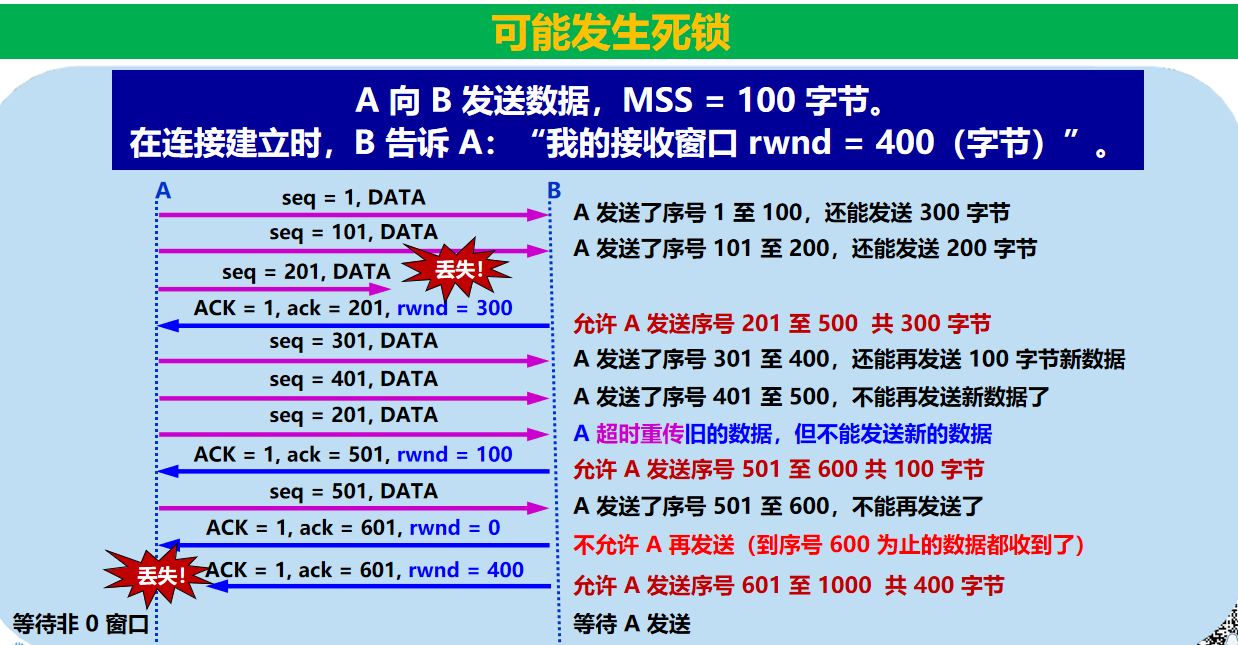 可能发生死锁
A 向 B 发送数据，MSS = 100 字节。
在连接建立时，B 告诉 A：“我的接收窗口 rwnd = 400（字节）”。
A
B
seq = 1, DATA
A 发送了序号 1 至 100，还能发送 300 字节
seq = 101, DATA
A 发送了序号 101 至 200，还能发送 200 字节
seq = 201, DATA
丢失!
ACK = 1, ack = 201, rwnd = 300
允许 A 发送序号 201 至 500 共 300 字节
seq = 301, DATA
A 发送了序号 301 至 400，还能再发送 100 字节新数据
seq = 401, DATA
A 发送了序号 401 至 500，不能再发送新数据了
seq = 201, DATA
A 超时重传旧的数据，但不能发送新的数据
ACK = 1, ack = 501, rwnd = 100
允许 A 发送序号 501 至 600 共 100 字节
seq = 501, DATA
A 发送了序号 501 至 600，不能再发送了
ACK = 1, ack = 601, rwnd = 0
不允许 A 再发送（到序号 600 为止的数据都收到了）
丢失!
ACK = 1, ack = 601, rwnd = 400
允许 A 发送序号 601 至 1000 共 400 字节
等待非 0 窗口
等待 A 发送